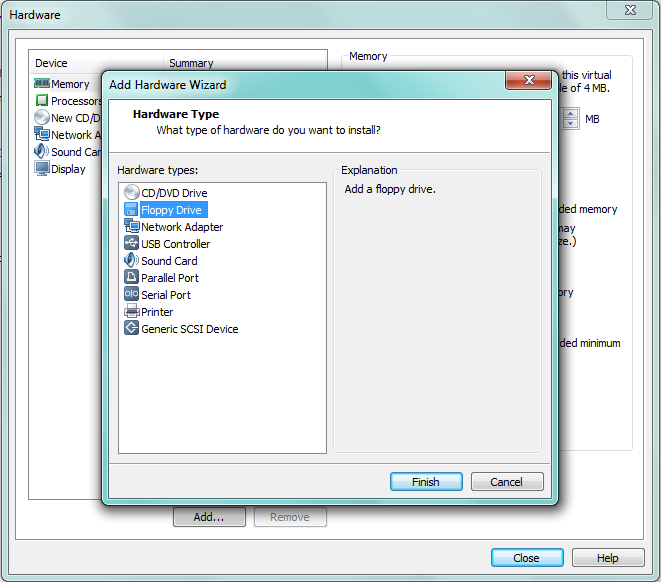 Hardware
Device Summary
Memory
Processors
New CD/D
Network A
Sound Car
Display
Memory
this virtual
le of 4 MB.
MB
ded memory
may
ze.)
ory
ded minimum
Add Hardware Wizard
Hardware Type
What type of hardware do you want to install?
Hardware types:
CD/DVD Drive
Floppy Drive
Network Adapter
USB Controller
Sound Card
Parallel Port
Serial Port
Printer
Generic SCSI Device
Explanation
Add a floppy drive.
Finish Cancel
Add... Remove
Close Help